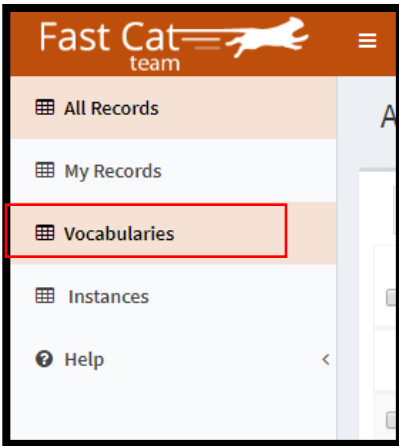 Fast Cat
team
All Records
My Records
Vocabularies
Instances
Help
A